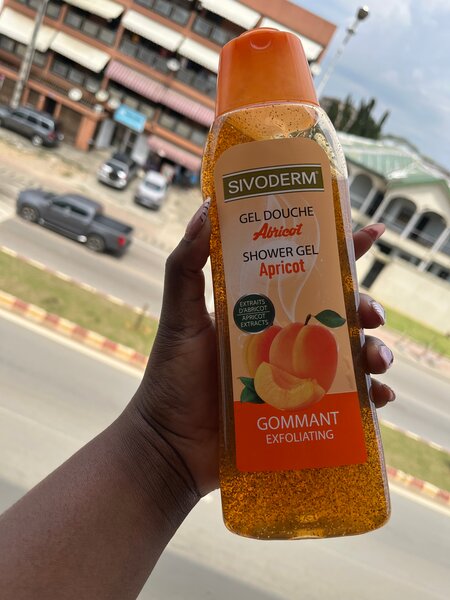 SIVODERM
GEL DOUCHE
Abricot
SHOWER GEL
Apricot
EXTRAITS
D'ABRICOT
APRICOT
EXTRACTS
GOMMANT
EXFOLIATING